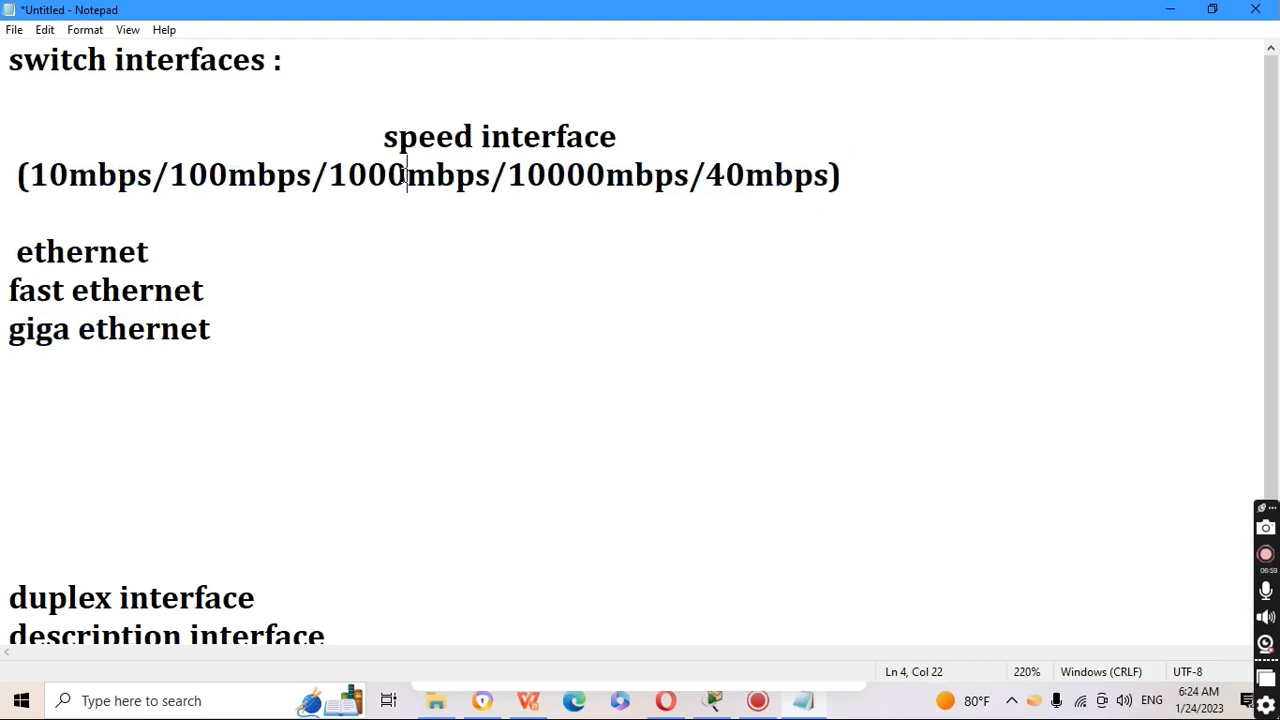 *Untitled - Notepad
File Edit Format View Help
switch interfaces :
speed interface
(10mbps/100mbps/1000mbps/10000mbps/40mbps)
ethernet
fast ethernet
giga ethernet
duplex interface
description interface
06:59
Ln 4, Col 22 220% Windows (CRLF) UTF-8
Type here to search
80°F ENG
6:24 AM
1/24/2023